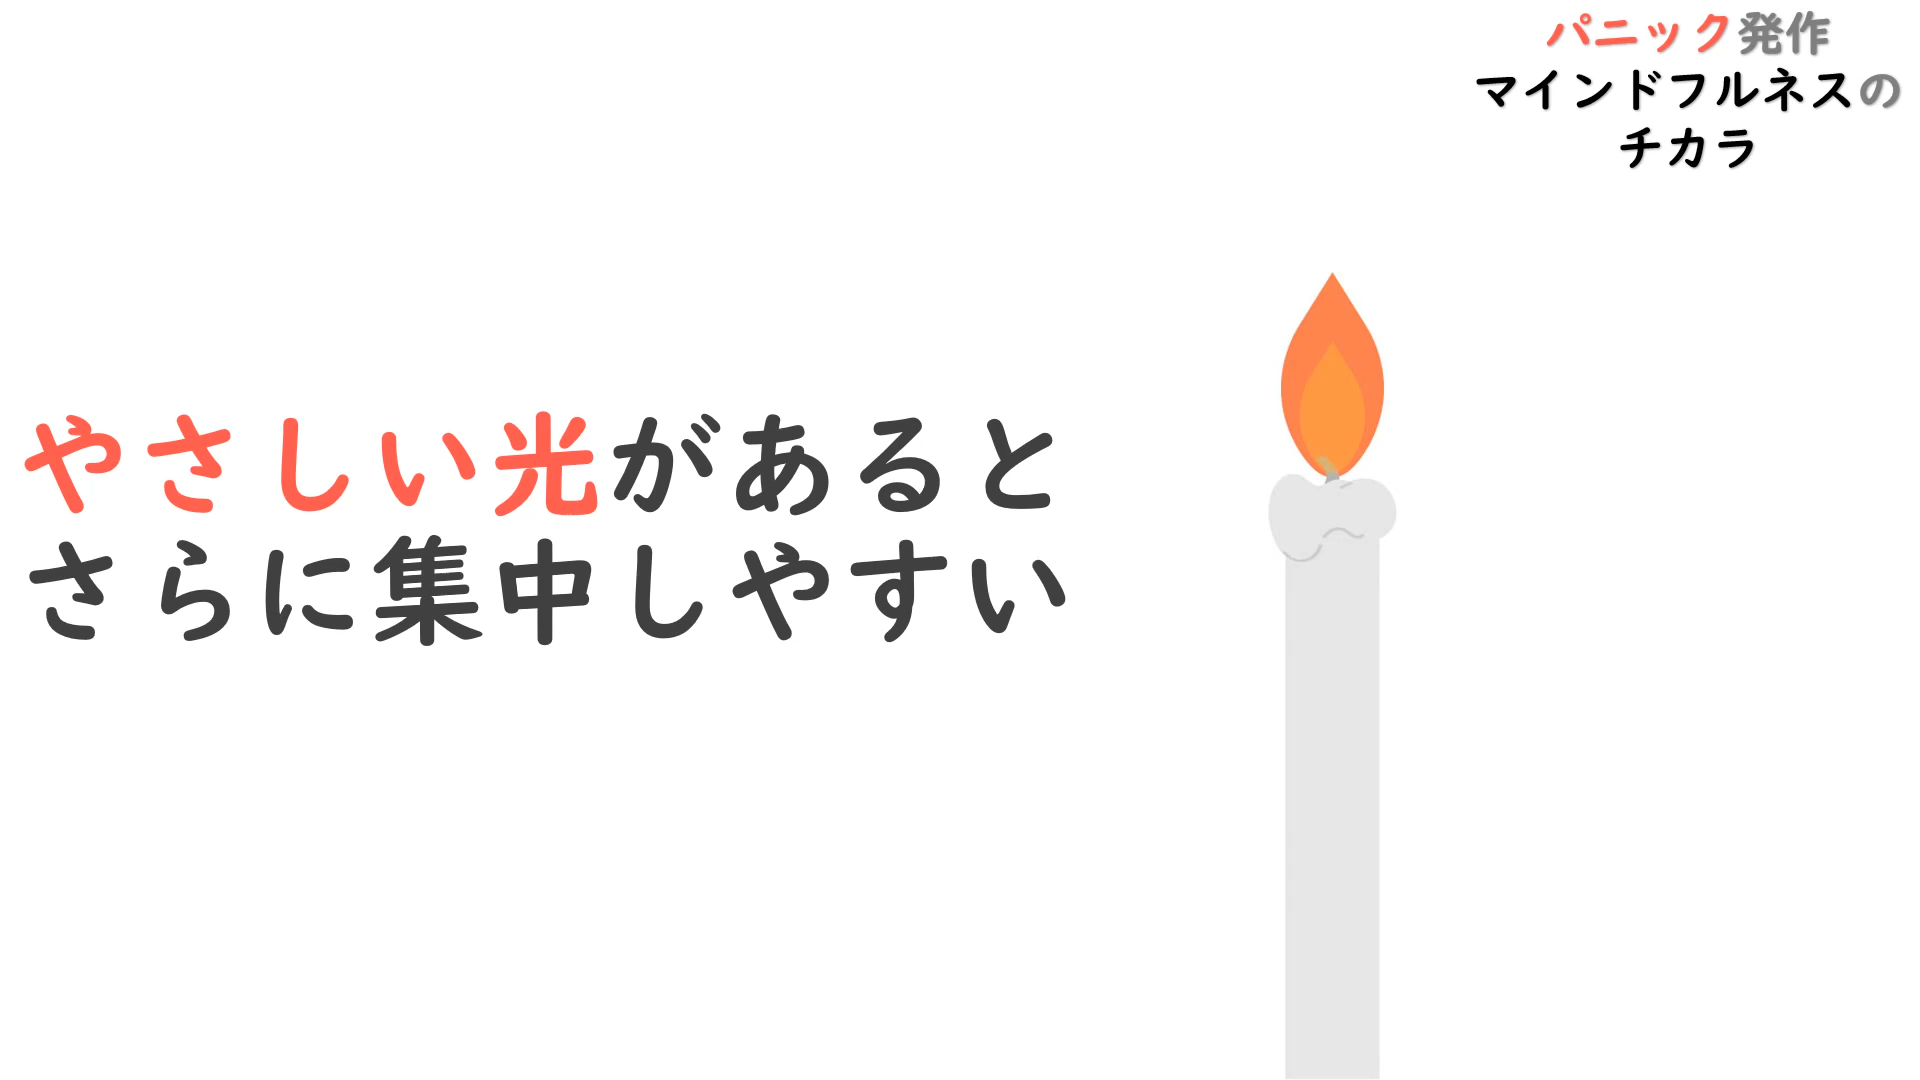 パニック発作
マインドフルネスの
チカラ
やさしい光があると
さらに集中しやすい